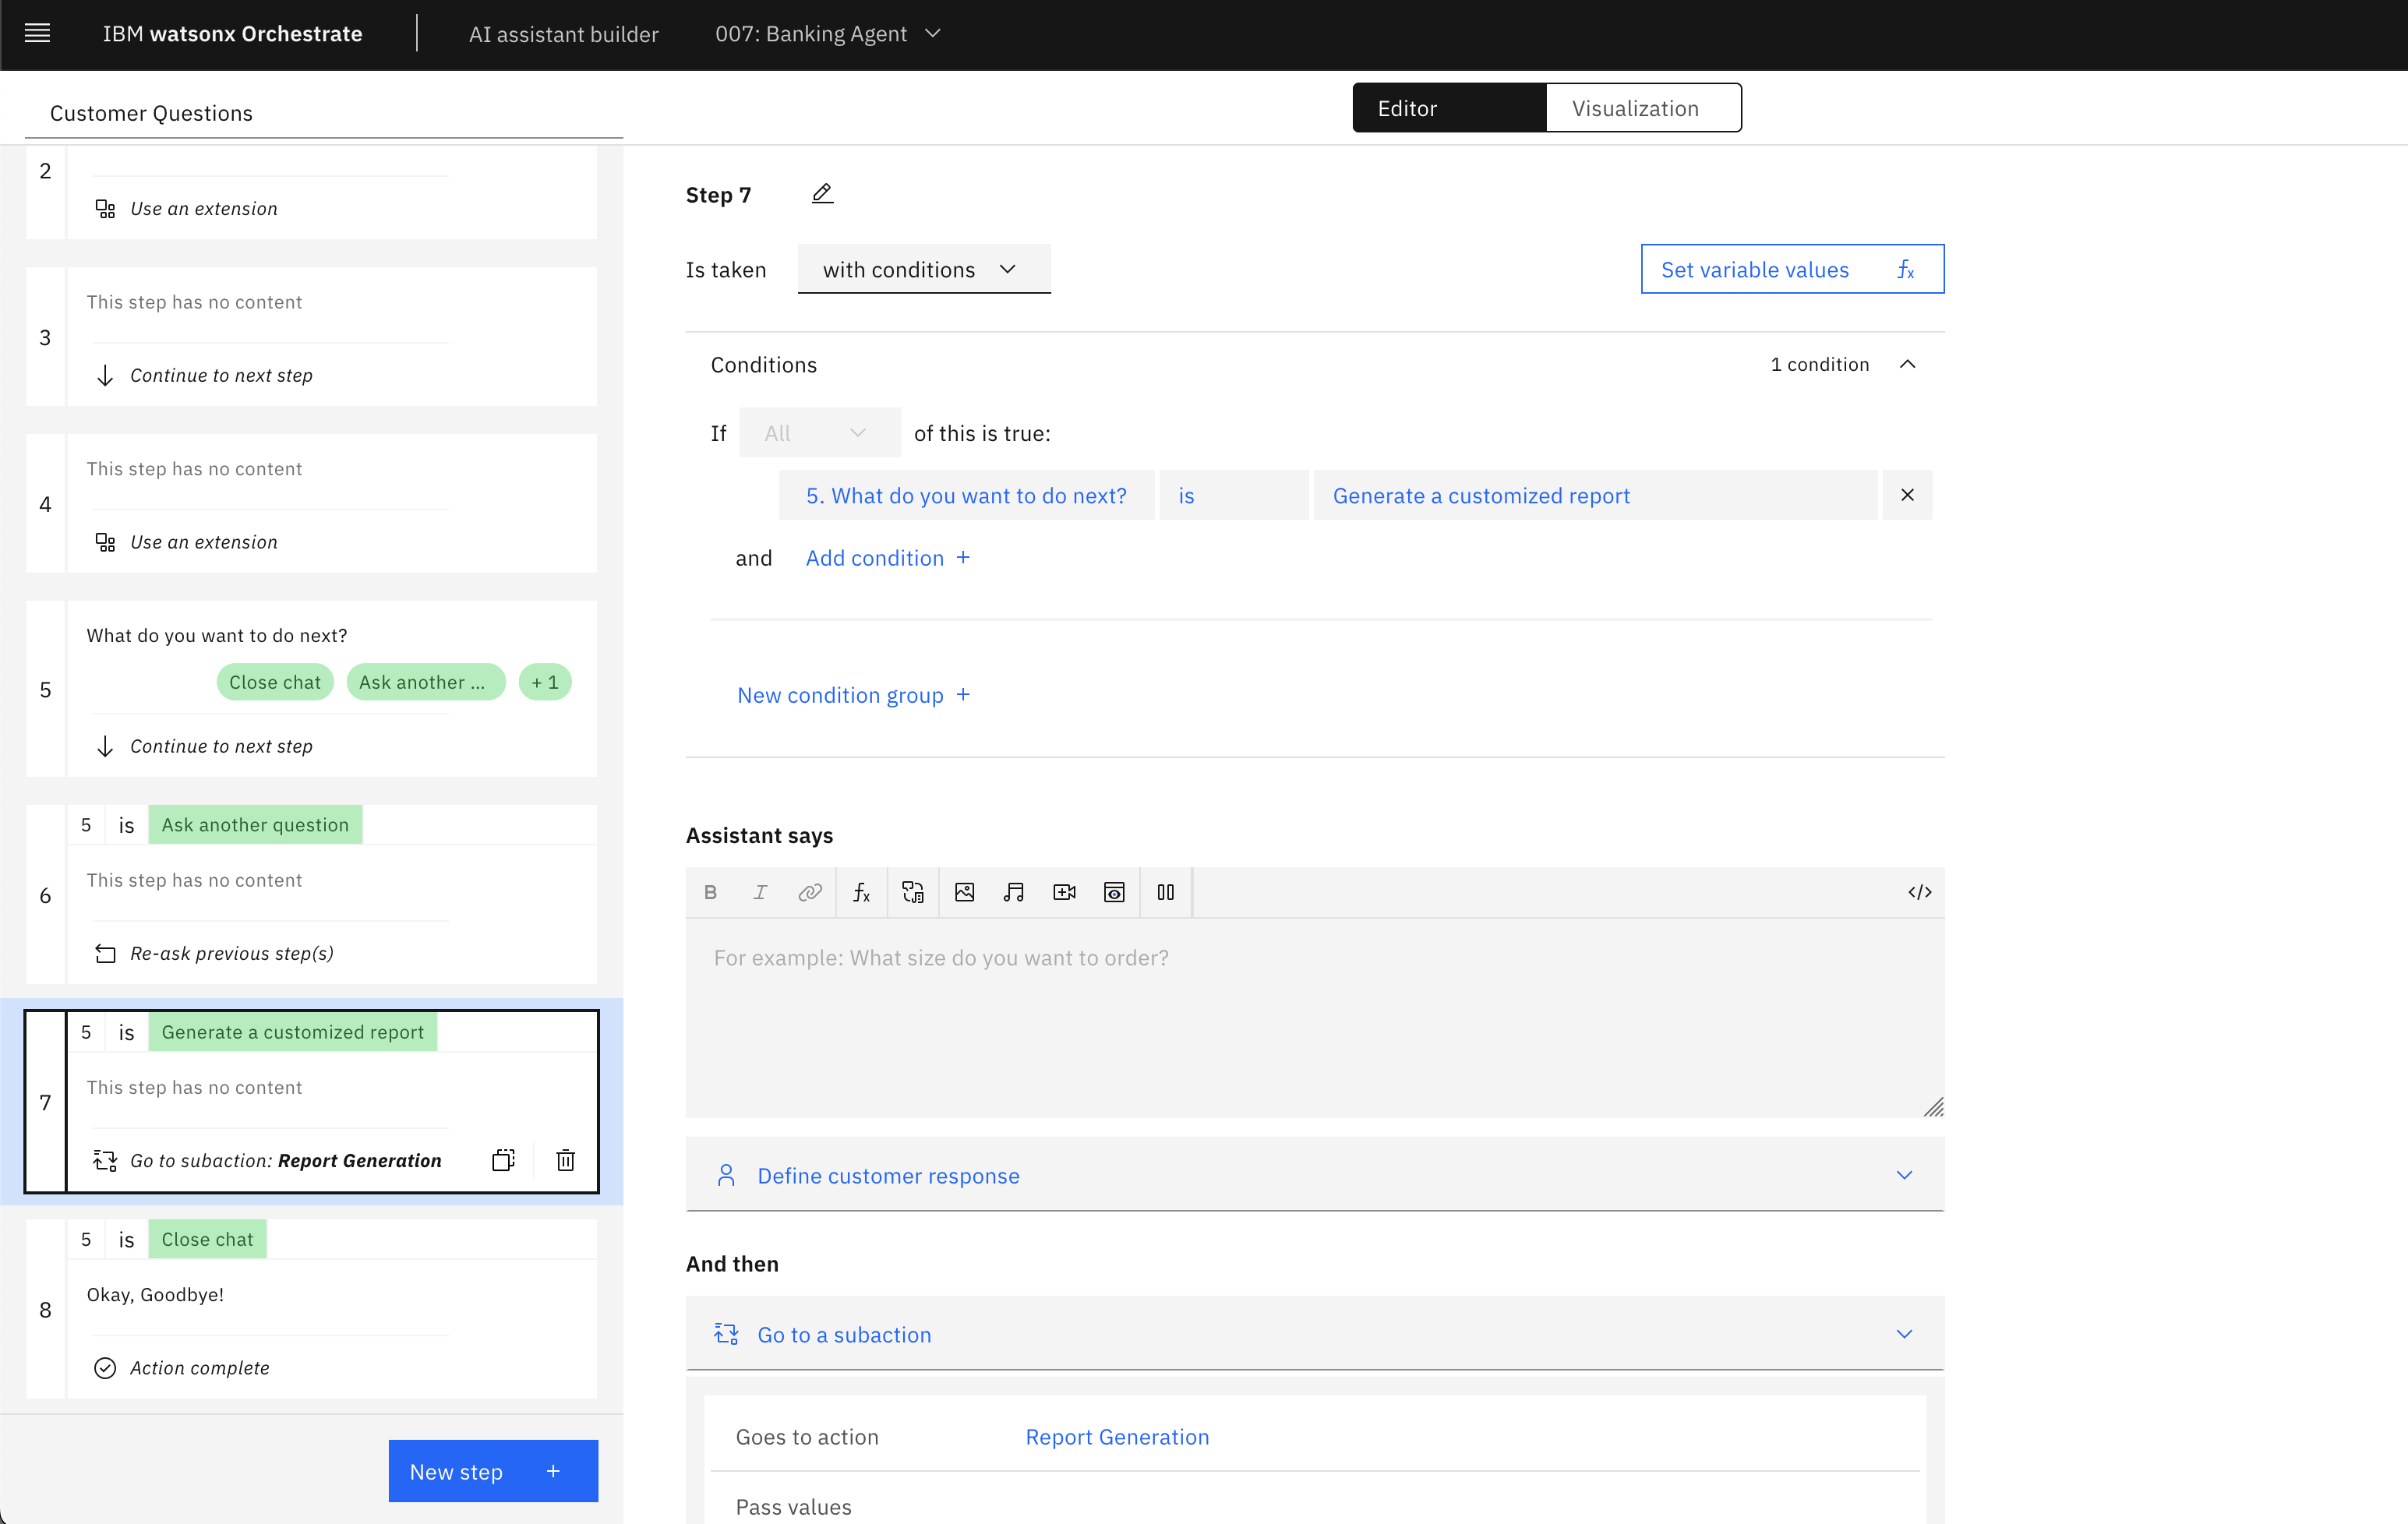 IBM watsonx Orchestrate
AI assistant builder
007: Banking Agent
Customer Questions
Editor
Visualization
2
Use an extension
3
This step has no content
Continue to next step
4
This step has no content
Use an extension
5
What do you want to do next?
Close chat
Ask another ...
+ 1
Continue to next step
6
5 is Ask another question
This step has no content
Re-ask previous step(s)
7
5 is Generate a customized report
This step has no content
Go to subaction: Report Generation
8
5 is Close chat
Okay, Goodbye!
Action complete
New step +
Step 7
Is taken
with conditions
Set variable values fx
Conditions
1 condition
If All of this is true:
5. What do you want to do next? is Generate a customized report
and Add condition +
New condition group +
Assistant says
B I fx </>
For example: What size do you want to order?
Define customer response
And then
Go to a subaction
Goes to action Report Generation
Pass values